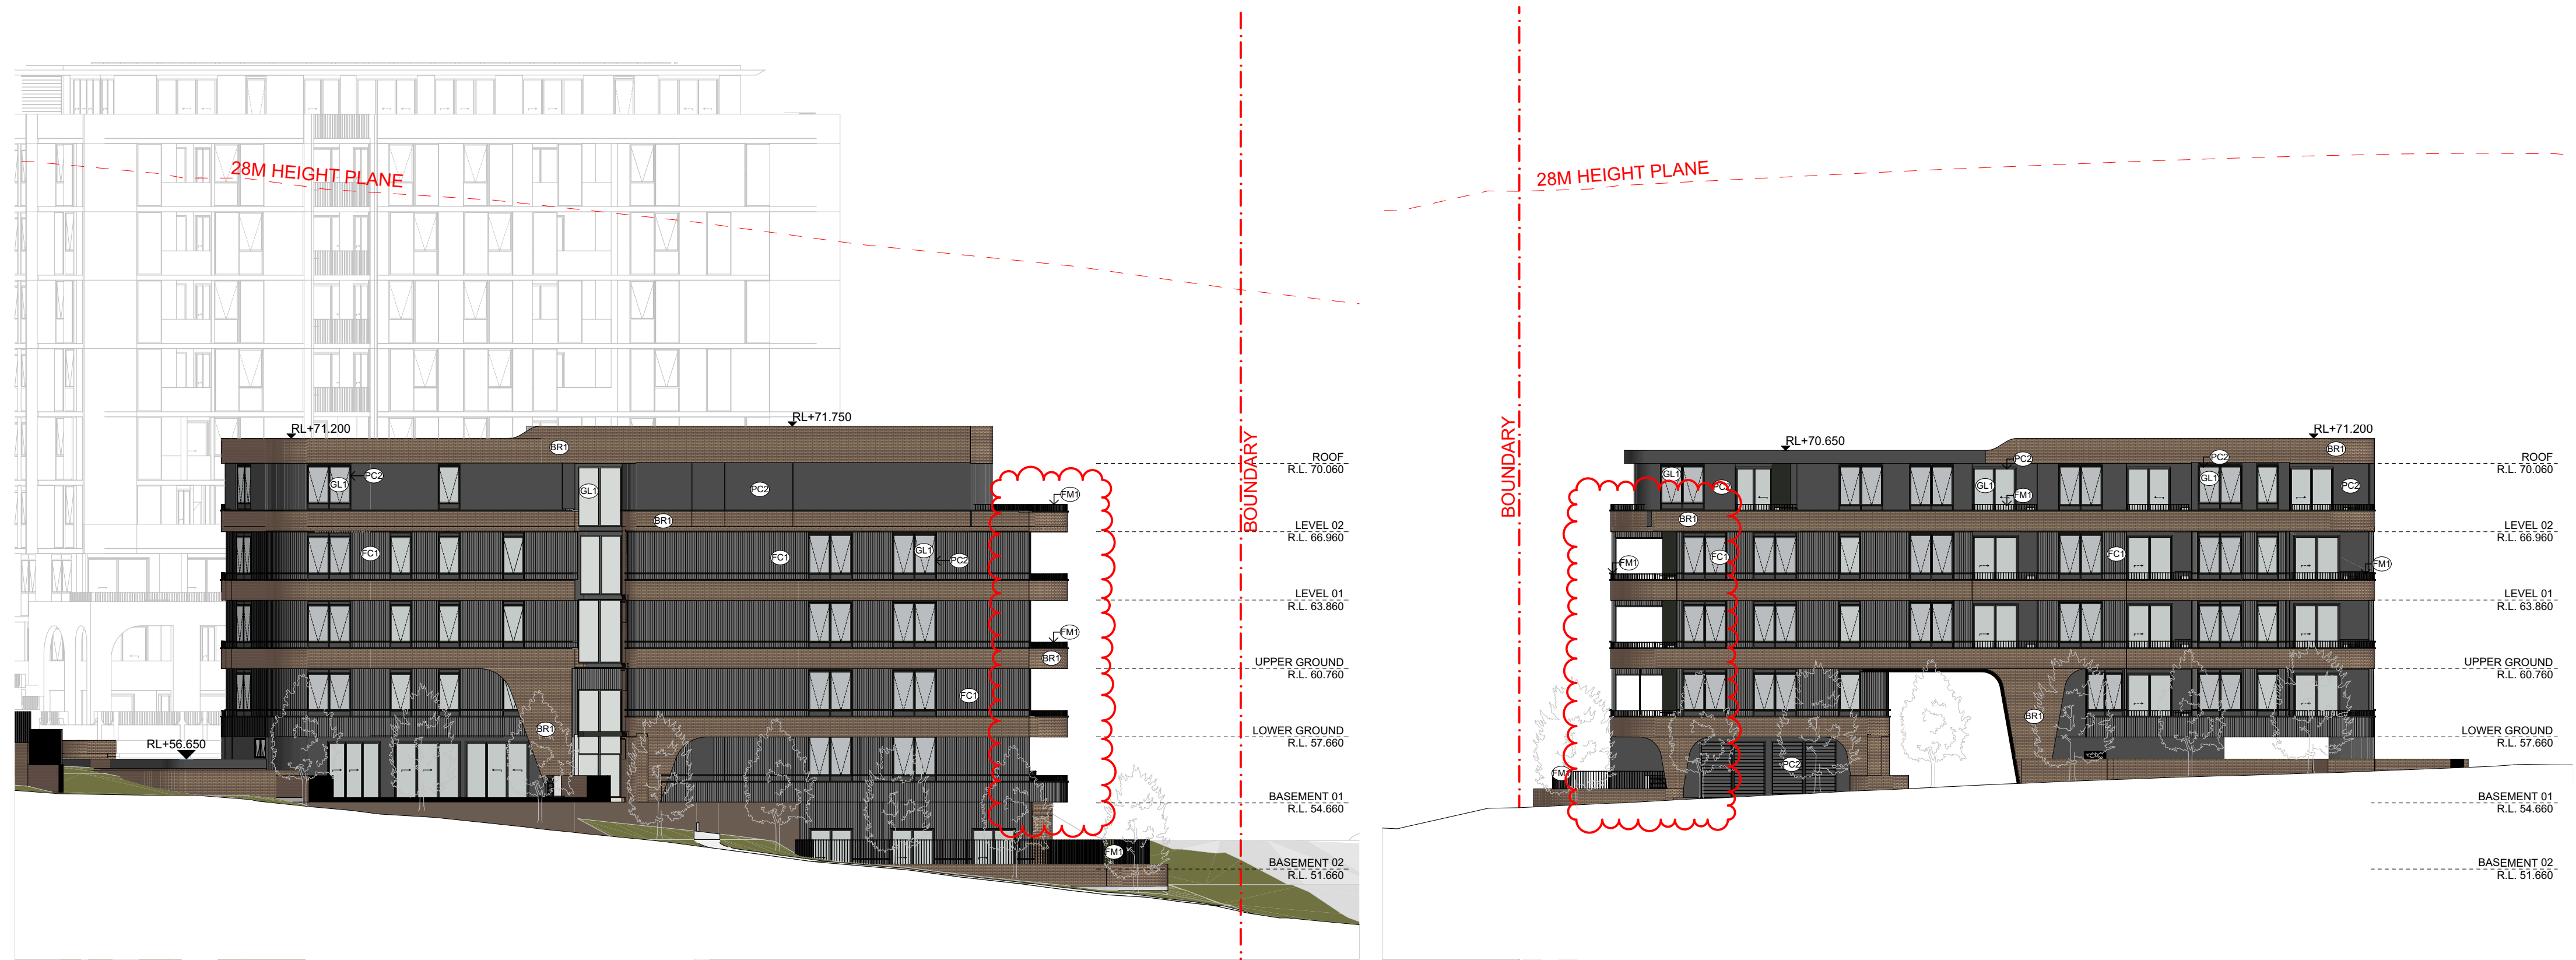 28M HEIGHT PLANE
RL+71.200
RL+71.750
BR1
GL1
PC2
GL1
PC2
FM1
BR1
FC1
FC1
GL1
PC2
FM1
BR1
FC1
BR1
RL+56.650
FM1
BOUNDARY
ROOF
R.L. 70.060
LEVEL 02
R.L. 66.960
LEVEL 01
R.L. 63.860
UPPER GROUND
R.L. 60.760
LOWER GROUND
R.L. 57.660
BASEMENT 01
R.L. 54.660
BASEMENT 02
R.L. 51.660
28M HEIGHT PLANE
BOUNDARY
RL+70.650
RL+71.200
BR1
GL1
PC2
PC2
GL1
FM1
PC2
GL1
PC2
BR1
FM1
FC1
FC1
FM1
BR1
FM1
PC2
ROOF
R.L. 70.060
LEVEL 02
R.L. 66.960
LEVEL 01
R.L. 63.860
UPPER GROUND
R.L. 60.760
LOWER GROUND
R.L. 57.660
BASEMENT 01
R.L. 54.660
BASEMENT 02
R.L. 51.660